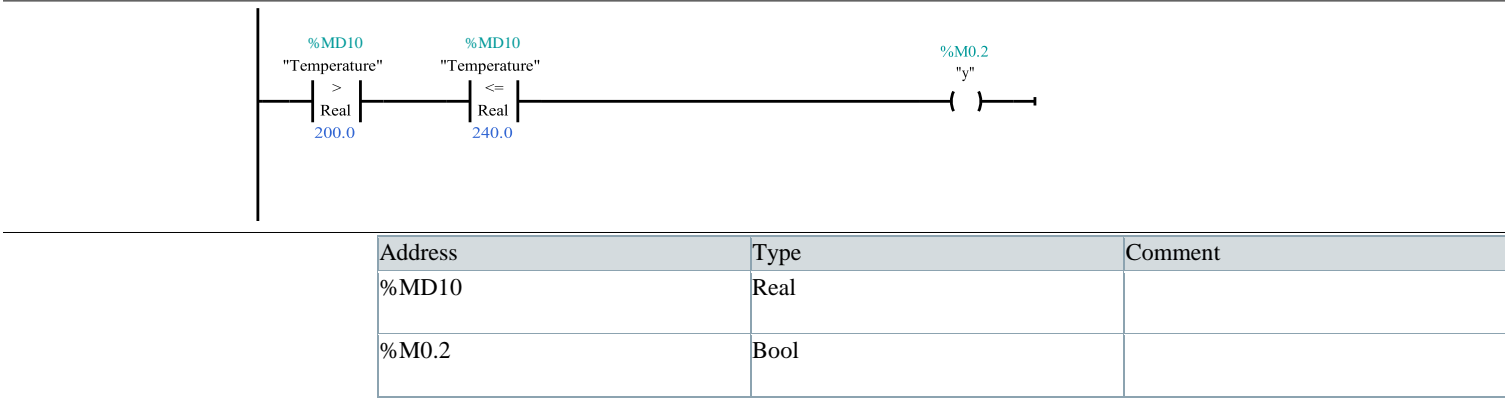 %MD10 %MD10 %M0.2
"Temperature" "Temperature" "y"
> <=
Real Real
200.0 240.0
Address Type Comment
%MD10 Real
%M0.2 Bool